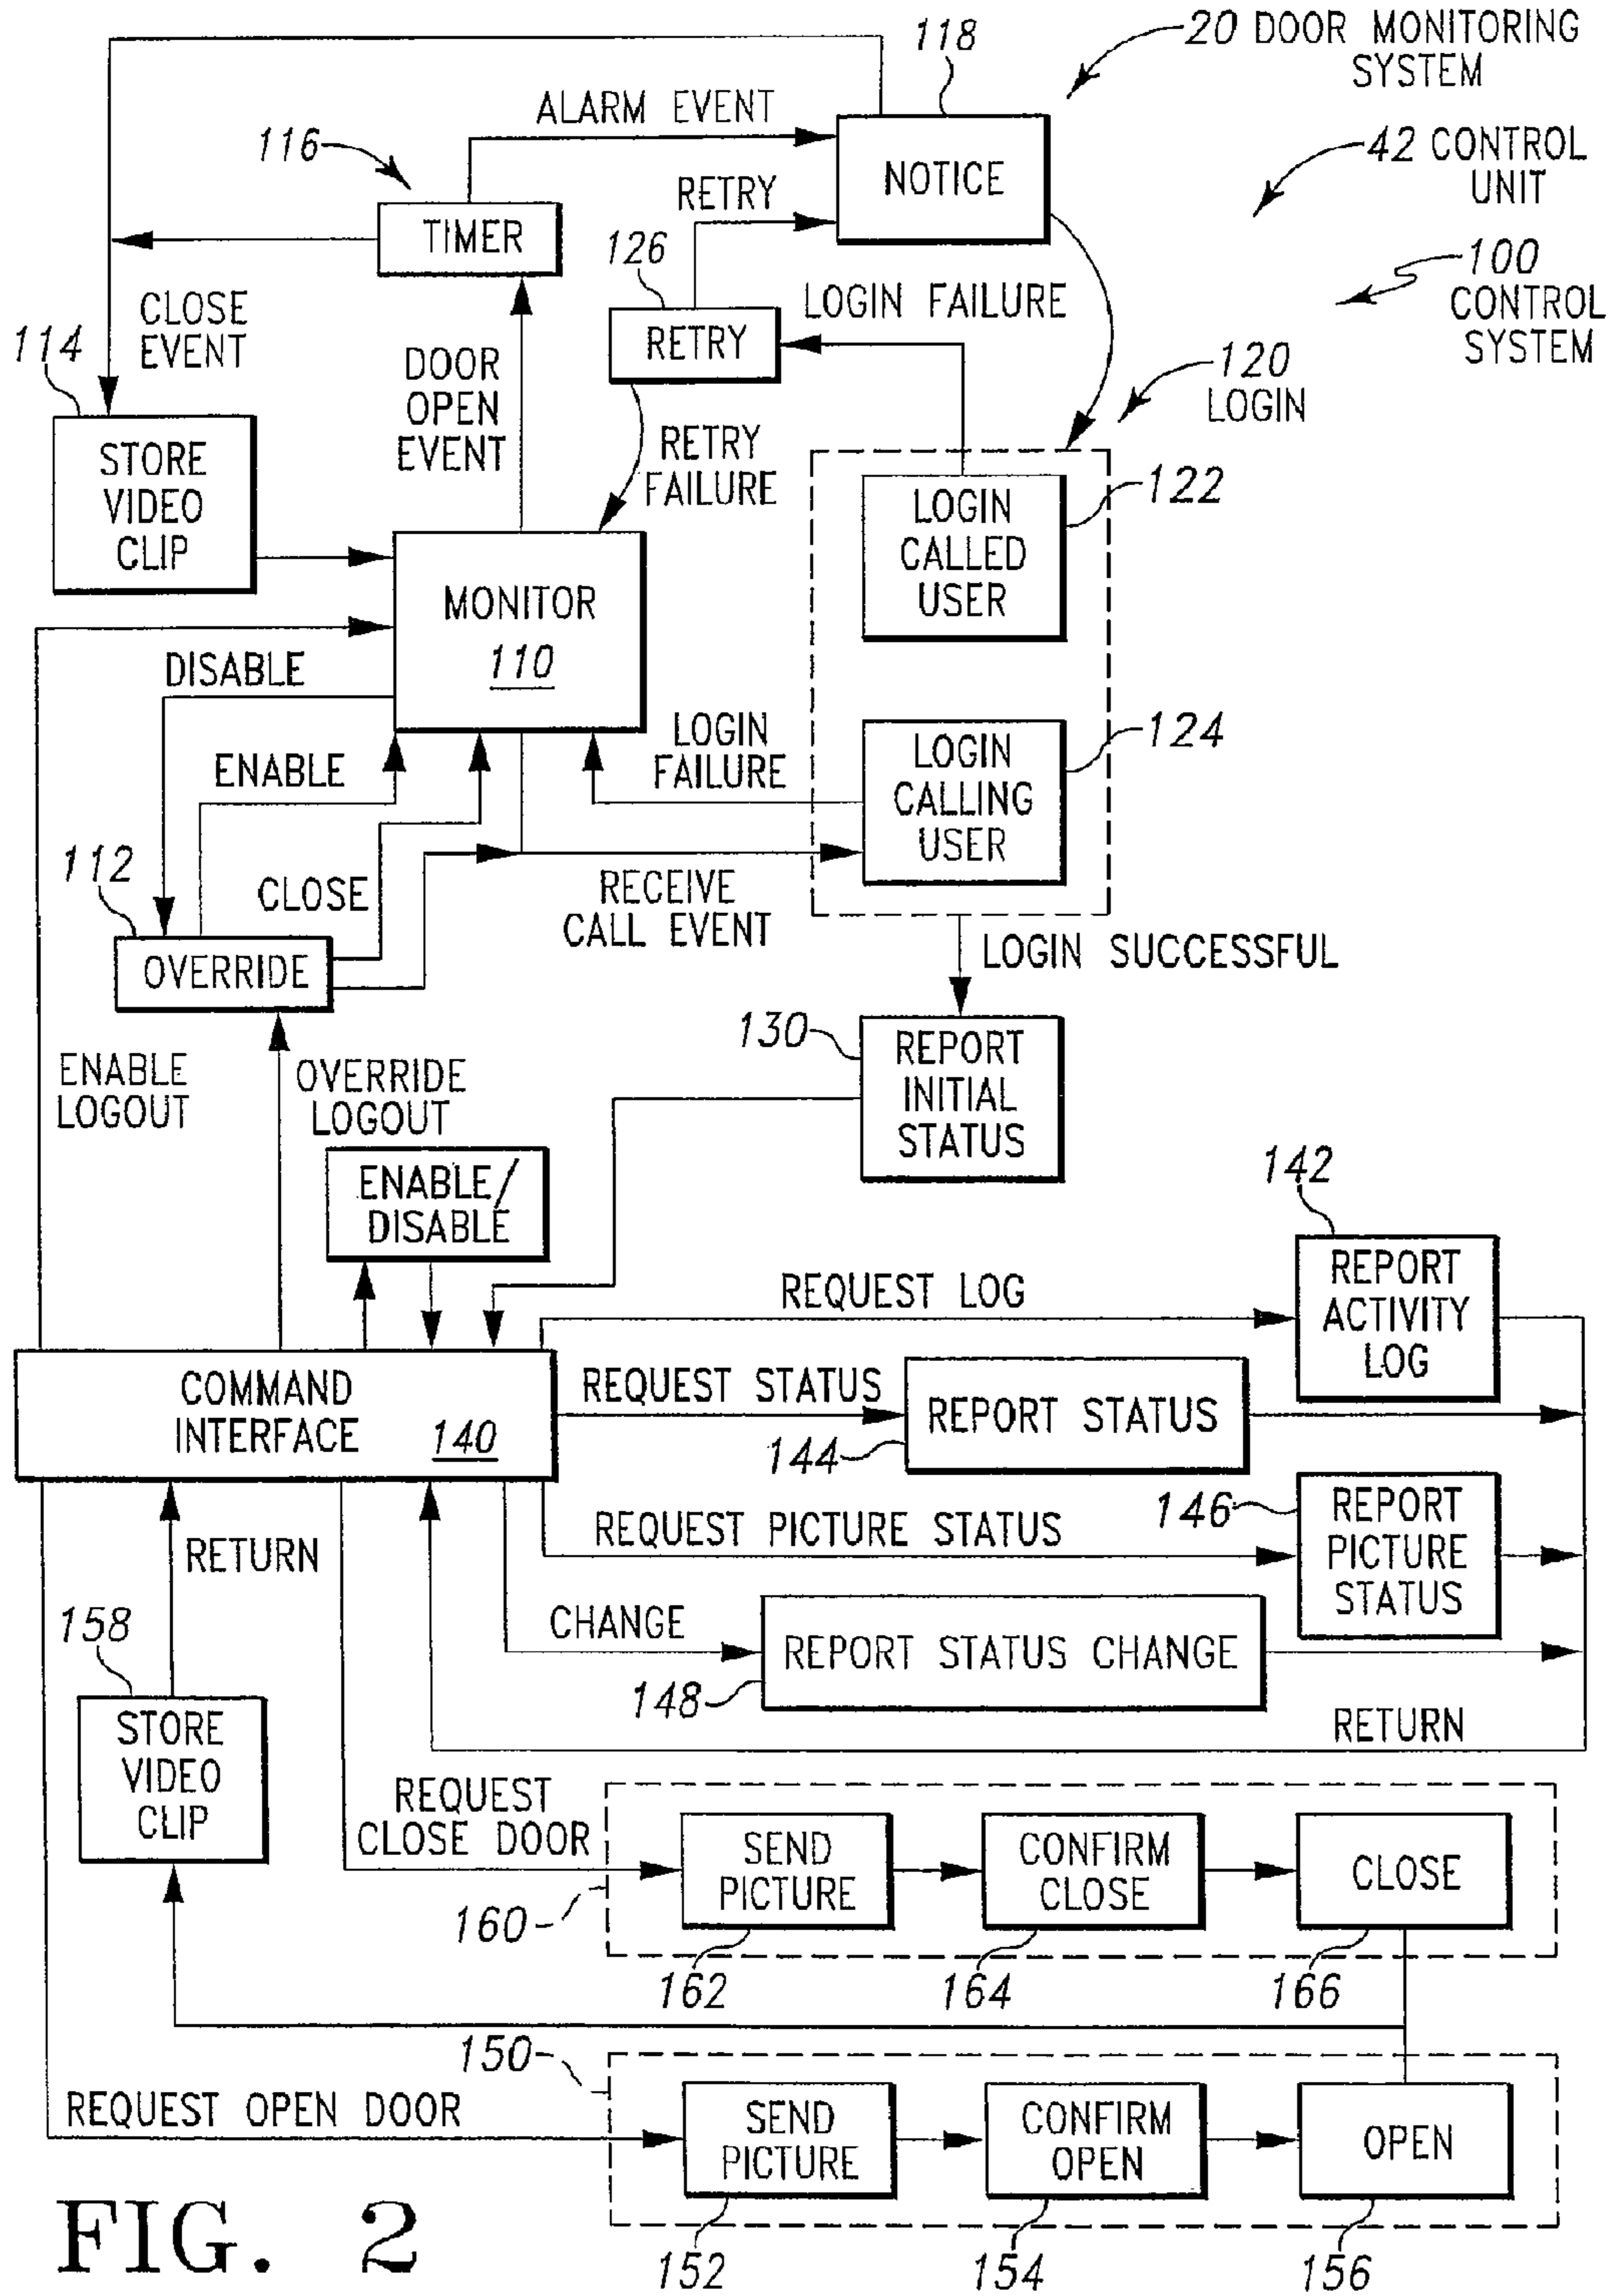 118
20 DOOR MONITORING
SYSTEM
ALARM EVENT
116
NOTICE
42 CONTROL
UNIT
RETRY
TIMER
126
100
CONTROL
SYSTEM
CLOSE
EVENT
LOGIN FAILURE
114
RETRY
DOOR
OPEN
EVENT
120
LOGIN
RETRY
FAILURE
STORE
VIDEO
CLIP
LOGIN
CALLED
USER
122
MONITOR
110
DISABLE
LOGIN
FAILURE
LOGIN
CALLING
USER
124
ENABLE
112
CLOSE
RECEIVE
CALL EVENT
OVERRIDE
LOGIN SUCCESSFUL
130
REPORT
INITIAL
STATUS
ENABLE
LOGOUT
OVERRIDE
LOGOUT
ENABLE/
DISABLE
142
REPORT
ACTIVITY
LOG
REQUEST LOG
COMMAND
INTERFACE 140
REQUEST STATUS
REPORT STATUS
144
146
REPORT
PICTURE
STATUS
REQUEST PICTURE STATUS
RETURN
158
CHANGE
REPORT STATUS CHANGE
148
RETURN
STORE
VIDEO
CLIP
REQUEST
CLOSE DOOR
SEND
PICTURE
CONFIRM
CLOSE
CLOSE
160
162
164
166
150
REQUEST OPEN DOOR
SEND
PICTURE
CONFIRM
OPEN
OPEN
152
154
156
FIG. 2